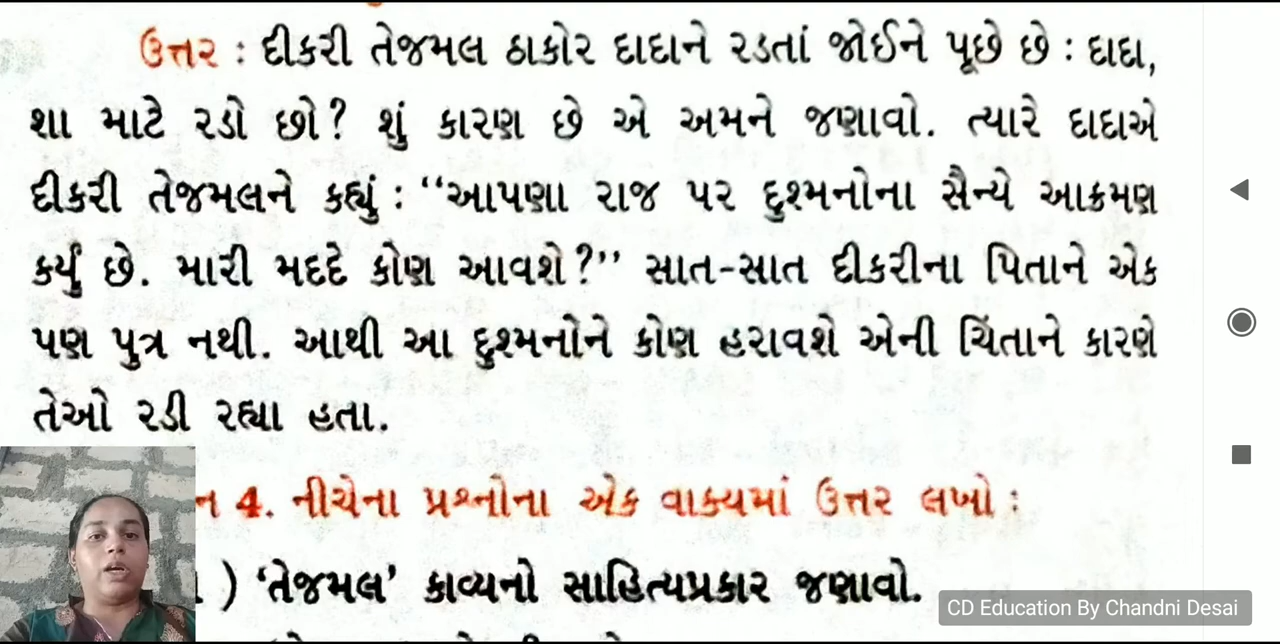 ઉત્તર : દીકરી તેજમલ ઠાકોર દાદાને રડતાં જોઈને પૂછે છે : દાદા,
શા માટે રડો છો? શું કારણ છે એ અમને જણાવો. ત્યારે દાદાએ
દીકરી તેજમલને કહ્યું : “આપણા રાજ પર દુશ્મનોના સૈન્યે આક્રમણ
કર્યું છે. મારી મદદે કોણ આવશે?” સાત-સાત દીકરીના પિતાને એક
પણ પુત્ર નથી. આથી આ દુશ્મનોને કોણ હરાવશે એની ચિંતાને કારણે
તેઓ રડી રહ્યા હતા.
ન 4. નીચેના પ્રશ્નોના એક વાક્યમાં ઉત્તર લખો :
) ‘તેજમલ’ કાવ્યનો સાહિત્યપ્રકાર જણાવો.
CD Education By Chandni Desai